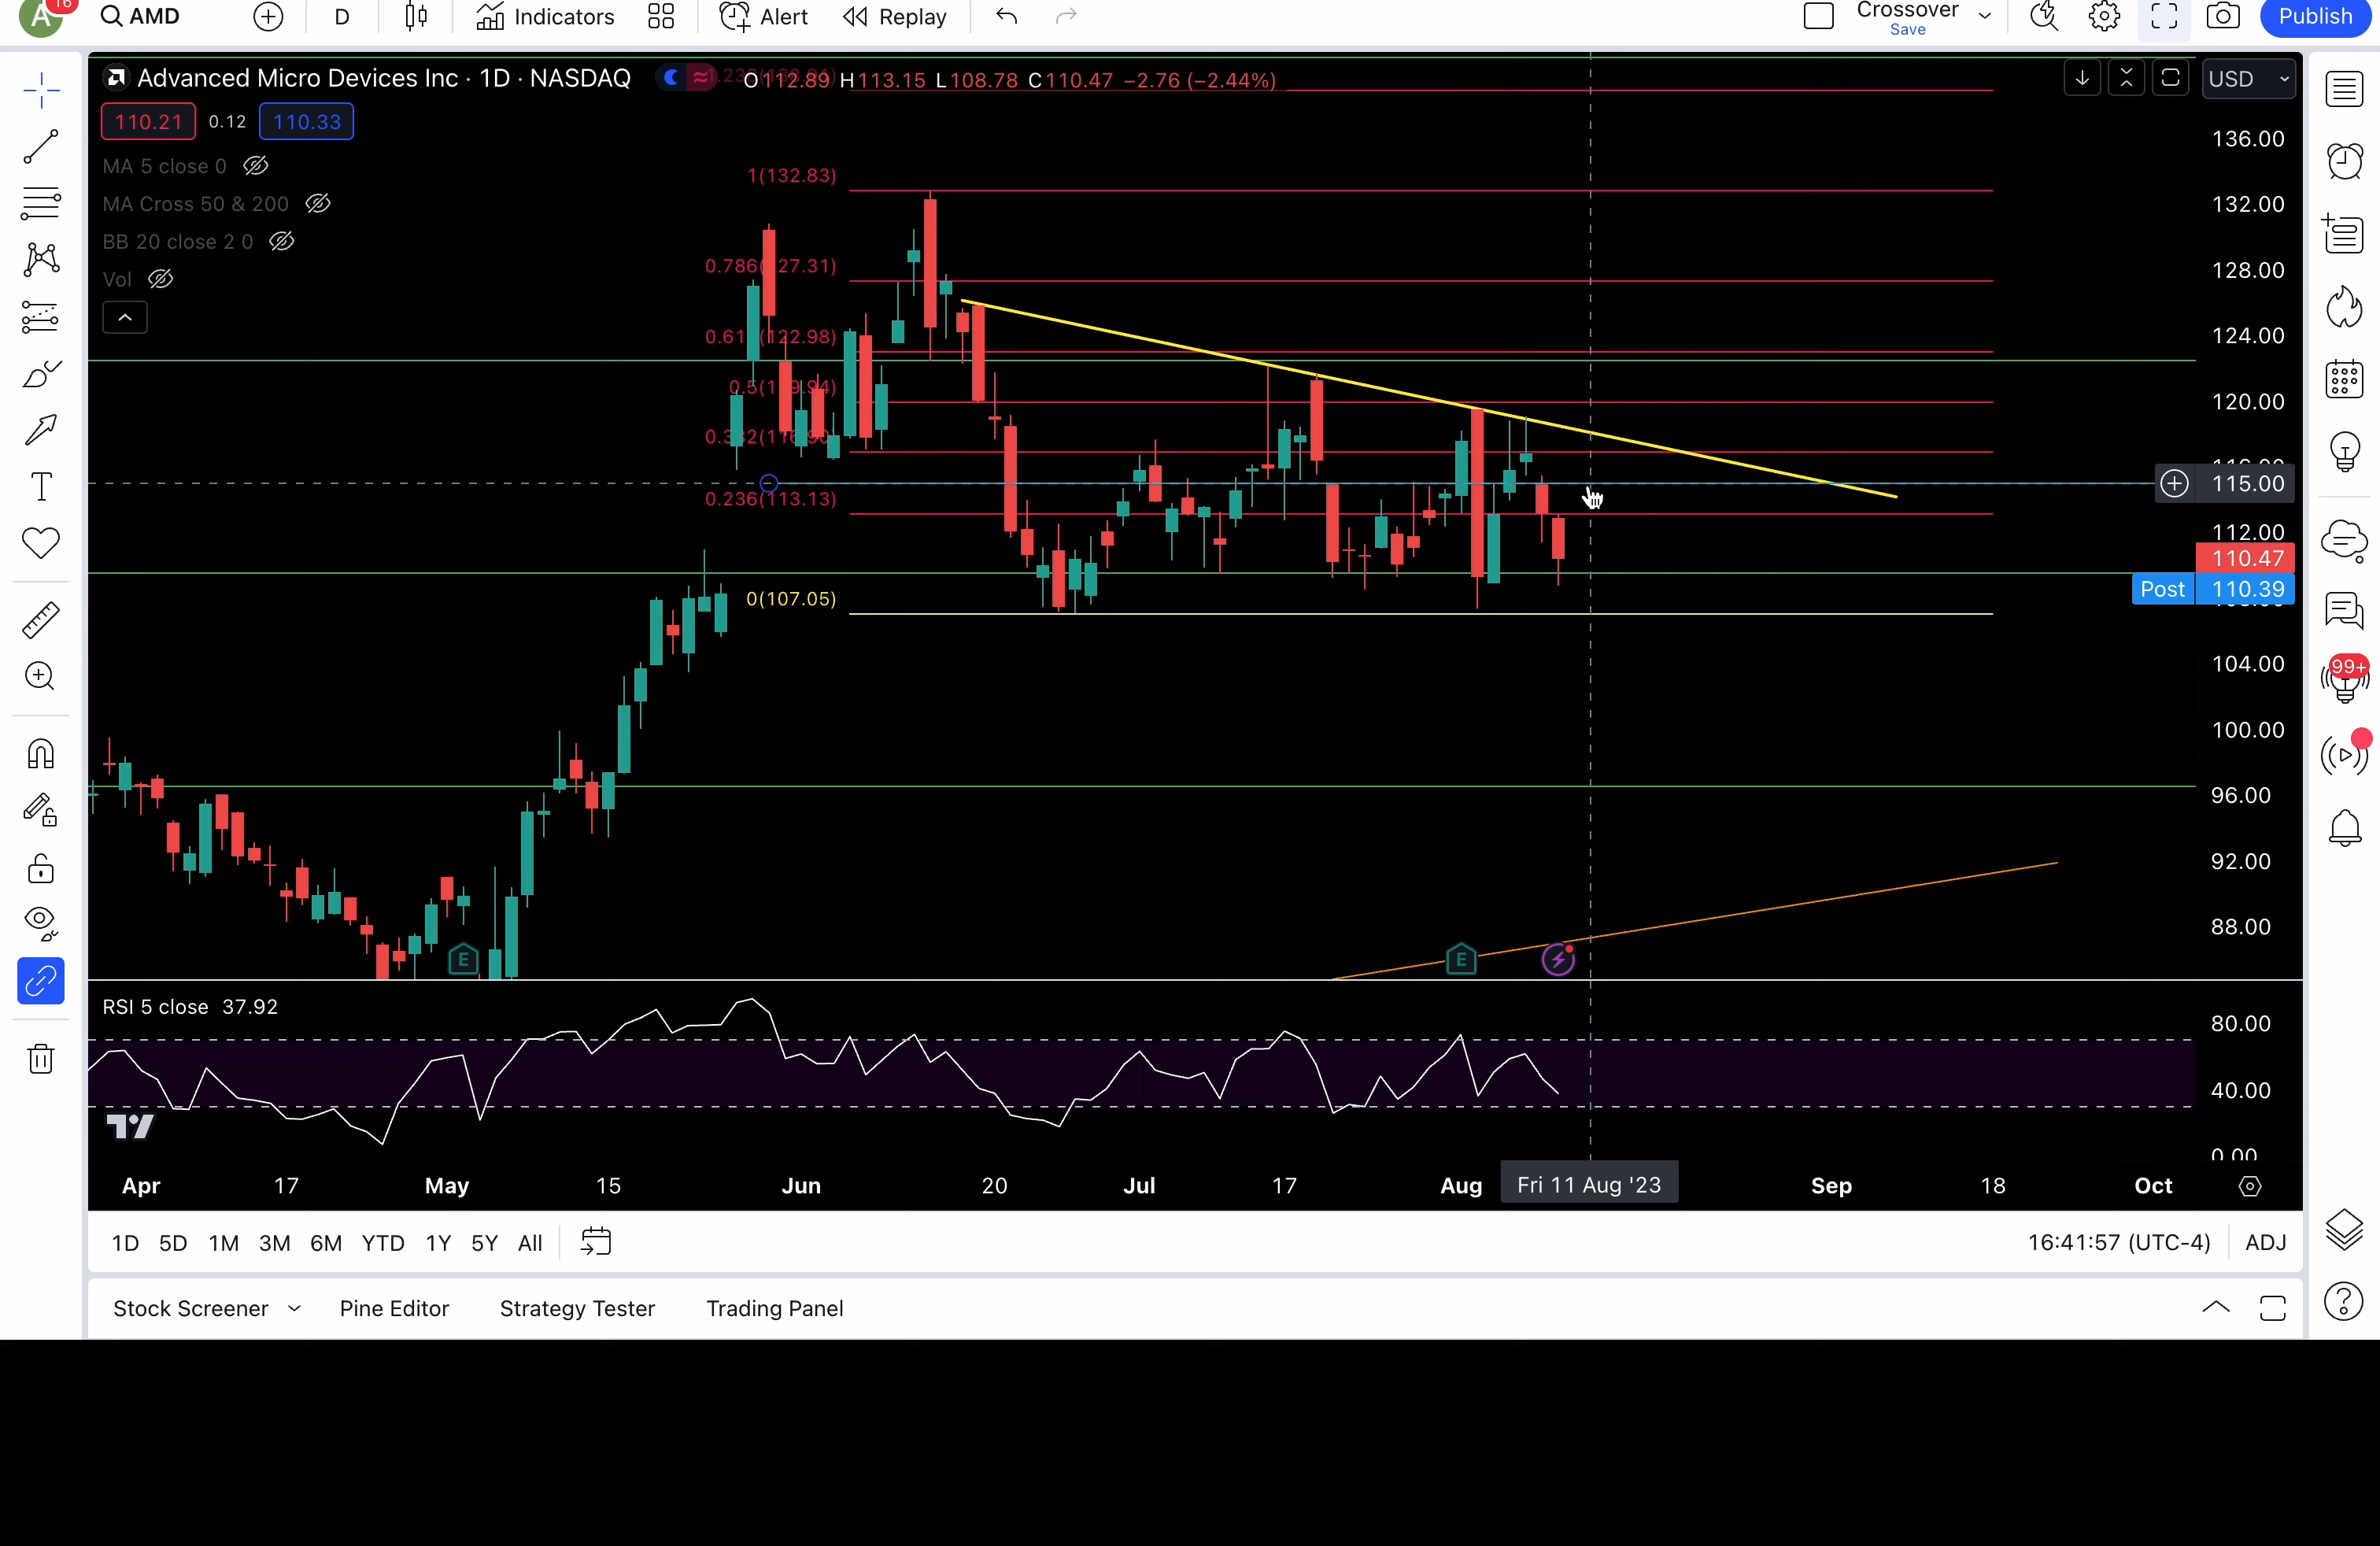 A 16 AMD D Indicators Alert Replay Crossover Save Publish
Advanced Micro Devices Inc · 1D · NASDAQ O112.89 H113.15 L108.78 C110.47 −2.76 (−2.44%) USD
110.21 0.12 110.33
MA 5 close 0
MA Cross 50 & 200
BB 20 close 2 0
Vol
1(132.83)
0.5(119.94)
0.236(113.13)
0(107.05)
136.00
132.00
128.00
124.00
120.00
115.00
112.00
110.47
Post 110.39
104.00
100.00
96.00
92.00
88.00
E E
99+
RSI 5 close 37.92
80.00
40.00
0.00
Apr 17 May 15 Jun 20 Jul 17 Aug Fri 11 Aug '23 Sep 18 Oct
1D 5D 1M 3M 6M YTD 1Y 5Y All 16:41:57 (UTC-4) ADJ
Stock Screener Pine Editor Strategy Tester Trading Panel